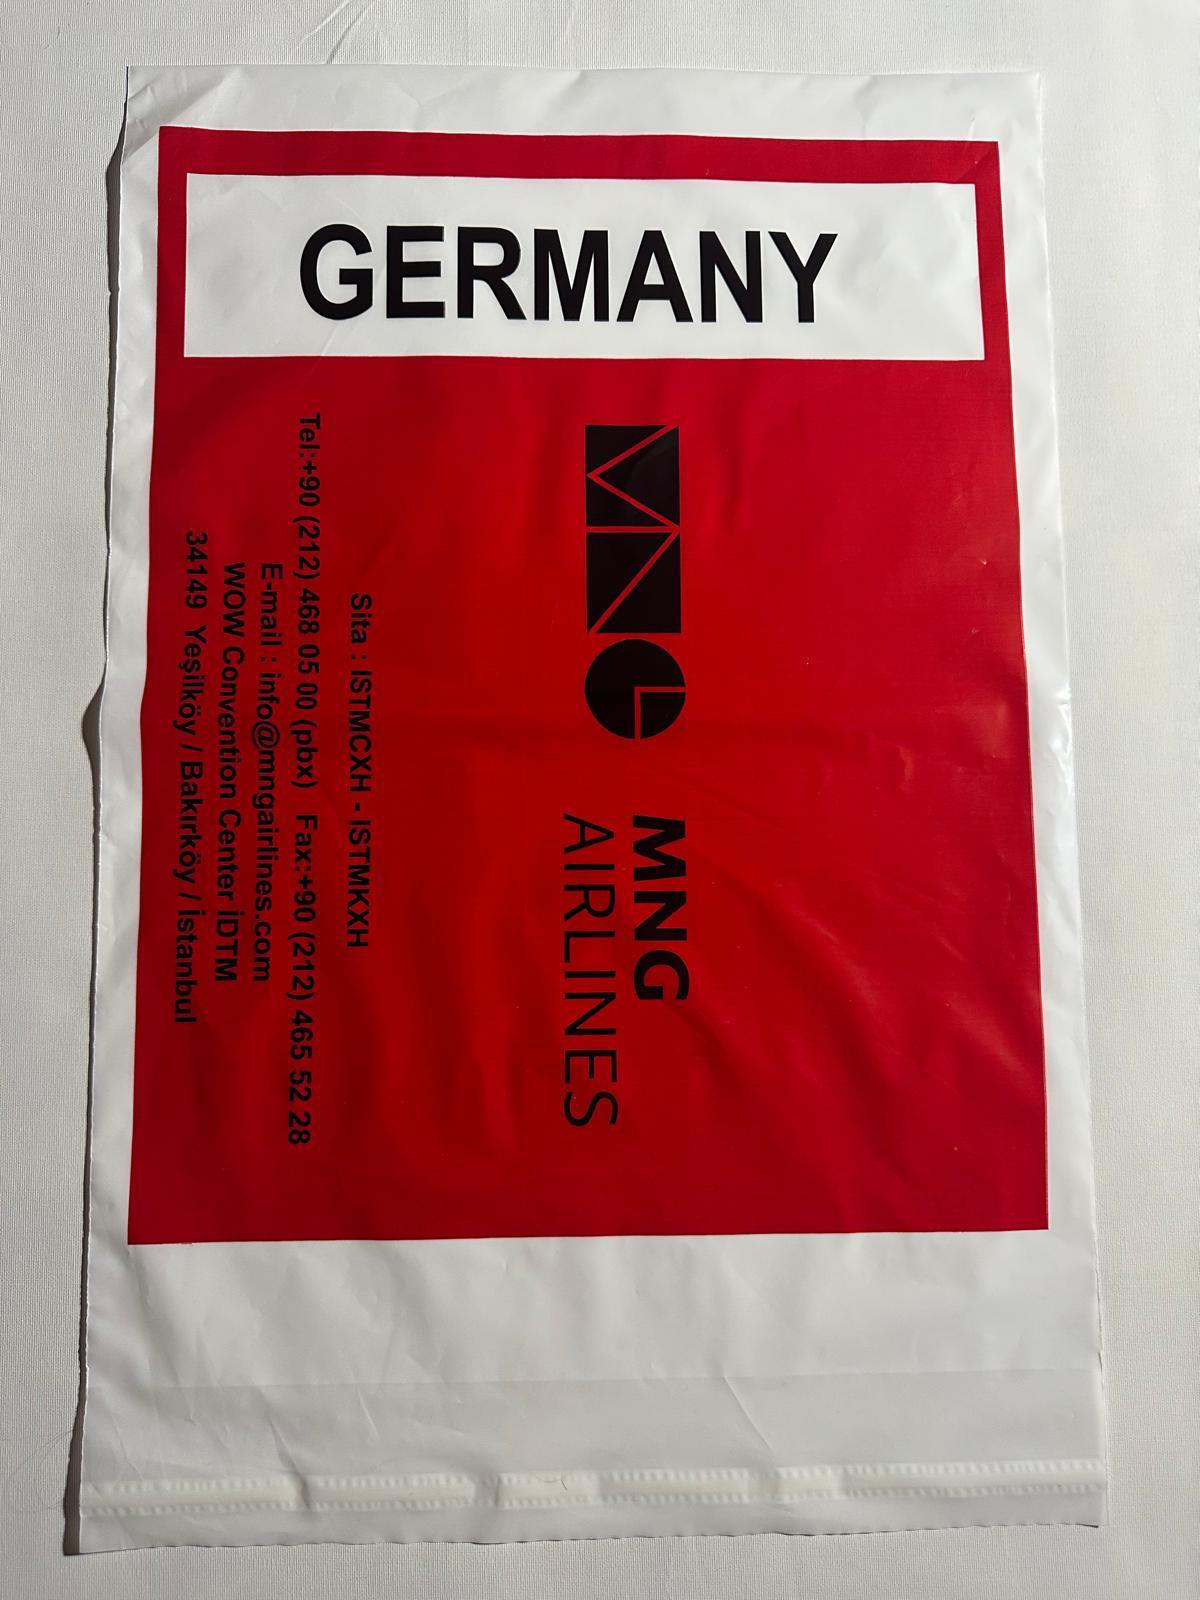 GERMANY
MNG
MNG
AIRLINES
Sita : ISTMCXH - ISTMKXH
Tel:+90 (212) 468 05 00 (pbx) Fax:+90 (212) 465 52 28
E-mail : info@mngairlines.com
WOW Convention Center İDTM
34149 Yeşilköy / Bakırköy / İstanbul